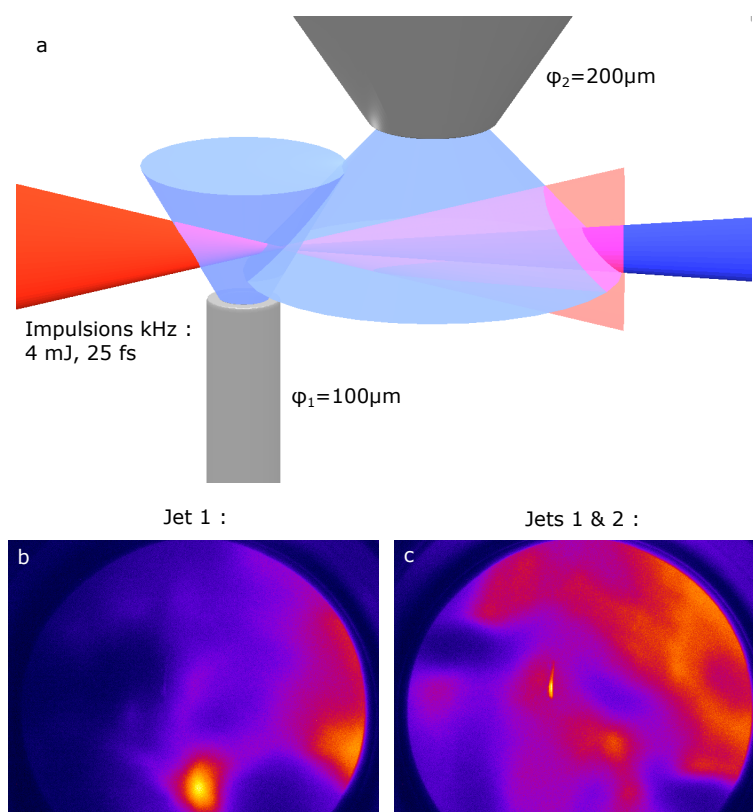 a
φ₂=200µm
Impulsions kHz :
4 mJ, 25 fs
φ₁=100µm
Jet 1 :
Jets 1 & 2 :
b
c